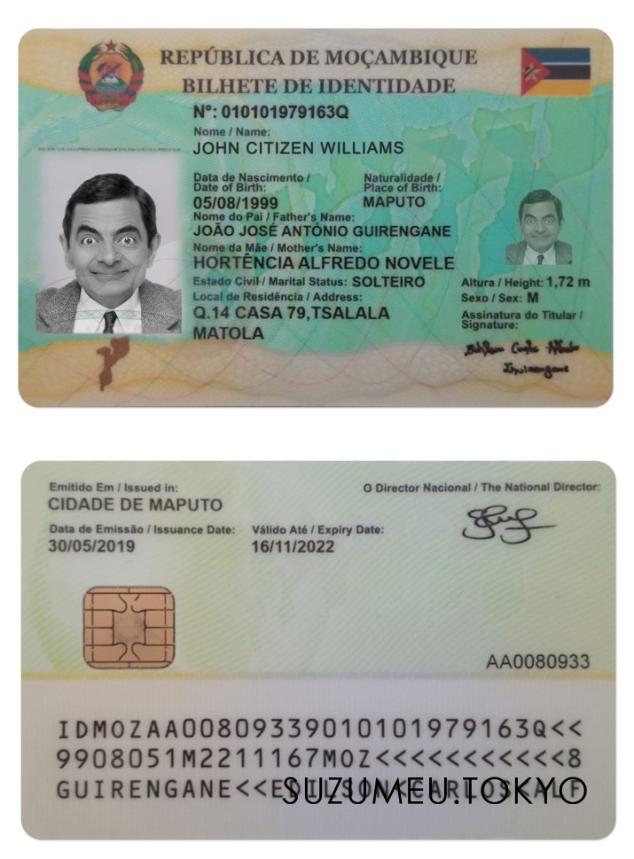 REPÚBLICA DE MOÇAMBIQUE
BILHETE DE IDENTIDADE
Nº: 010101979163Q
Nome / Name:
JOHN CITIZEN WILLIAMS
Data de Nascimento /
Date of Birth:
05/08/1999
Naturalidade /
Place of Birth:
MAPUTO
Nome do Pai / Father's Name:
JOÃO JOSÉ ANTÓNIO GUIRENGANE
Nome da Mãe / Mother's Name:
HORTÊNCIA ALFREDO NOVELE
Estado Civil / Marital Status: SOLTEIRO
Altura / Height: 1,72 m
Local de Residência / Address:
Sexo / Sex: M
Q.14 CASA 79,TSALALA
MATOLA
Assinatura do Titular /
Signature:
Emitido Em / Issued in:
CIDADE DE MAPUTO
O Director Nacional / The National Director:
Data de Emissão / Issuance Date:
30/05/2019
Válido Até / Expiry Date:
16/11/2022
AA0080933
IDMOZAA00809339010101979163Q<<
9908051M2211167MOZ<<<<<<<<<<<8
GUIRENGANE<<EDILSON<CARLOS<ALF
SUZUMEU.TOKYO